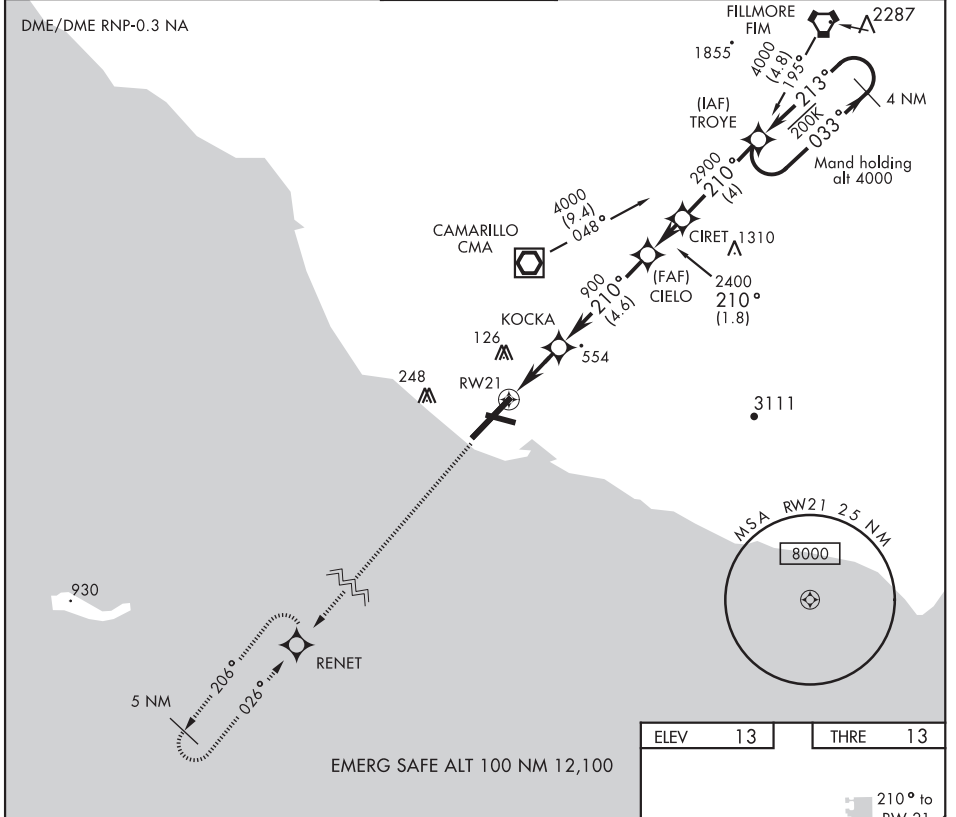 DME/DME RNP-0.3 NA
FILLMORE
FIM
2287
1855
4000
(4.8)
195°
213°
4 NM
(IAF)
TROYE
200K
033°
Mand holding
alt 4000
2900
210°
(4)
4000
(9.4)
048°
CAMARILLO
CMA
CIRET
1310
(FAF)
CIELO
2400
210°
(1.8)
900
210°
(4.6)
KOCKA
126
554
248
RW21
3111
MSA RW21 25 NM
8000
930
RENET
206°
026°
5 NM
EMERG SAFE ALT 100 NM 12,100
ELEV 13
THRE 13
210° to
RW 21